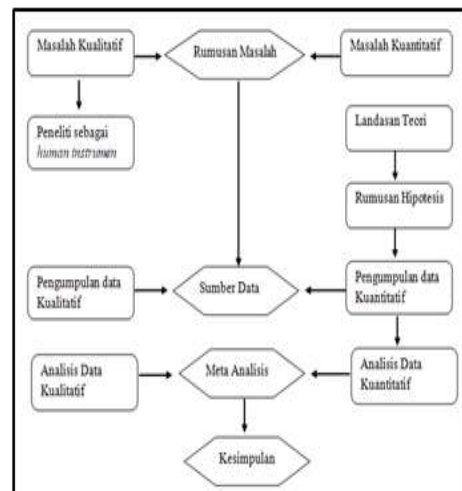 Masalah Kualitatif
Rumusan Masalah
Masalah Kuantitatif
Peneliti sebagai
human instrumen
Landasan Teori
Rumusan Hipotesis
Pengumpulan data
Kualitatif
Sumber Data
Pengumpulan data
Kuantitatif
Analisis Data
Kualitatif
Meta Analisis
Analisis Data
Kuantitatif
Kesimpulan